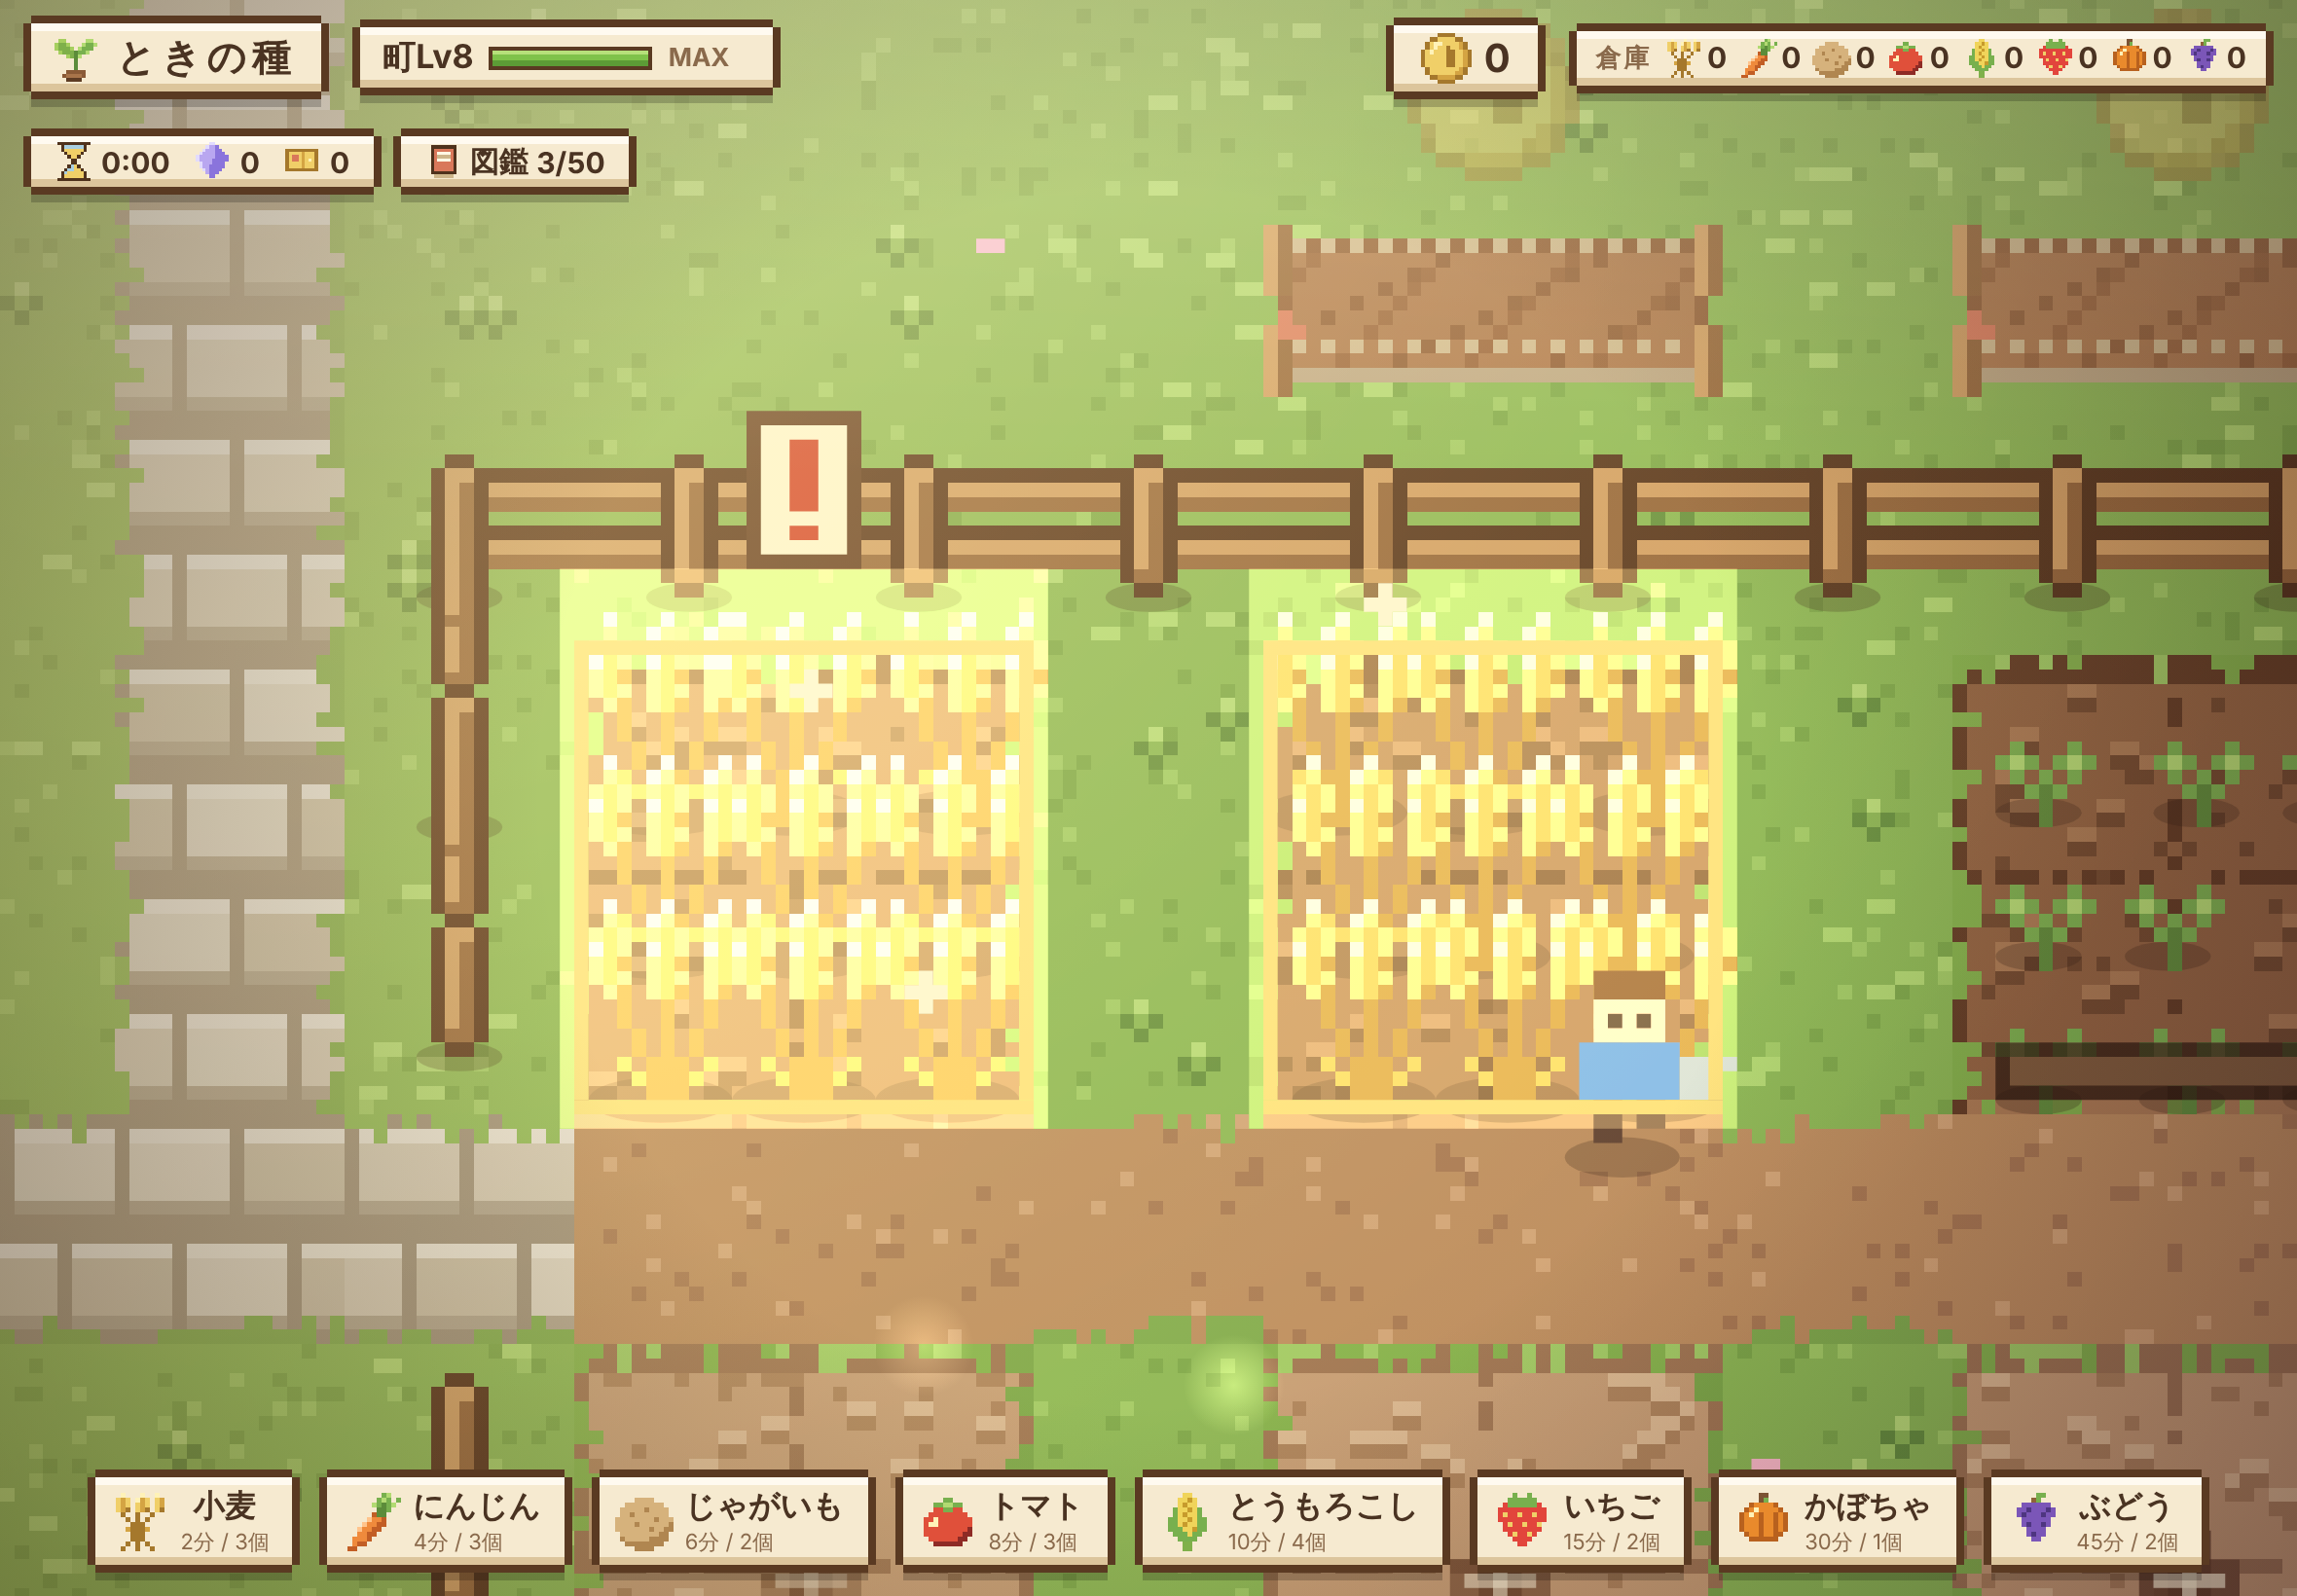 ときの種
町Lv8 MAX
0
倉庫 0 0 0 0 0 0 0 0
0:00 0 0
図鑑 3/50
!
小麦
2分 / 3個
にんじん
4分 / 3個
じゃがいも
6分 / 2個
トマト
8分 / 3個
とうもろこし
10分 / 4個
いちご
15分 / 2個
かぼちゃ
30分 / 1個
ぶどう
45分 / 2個